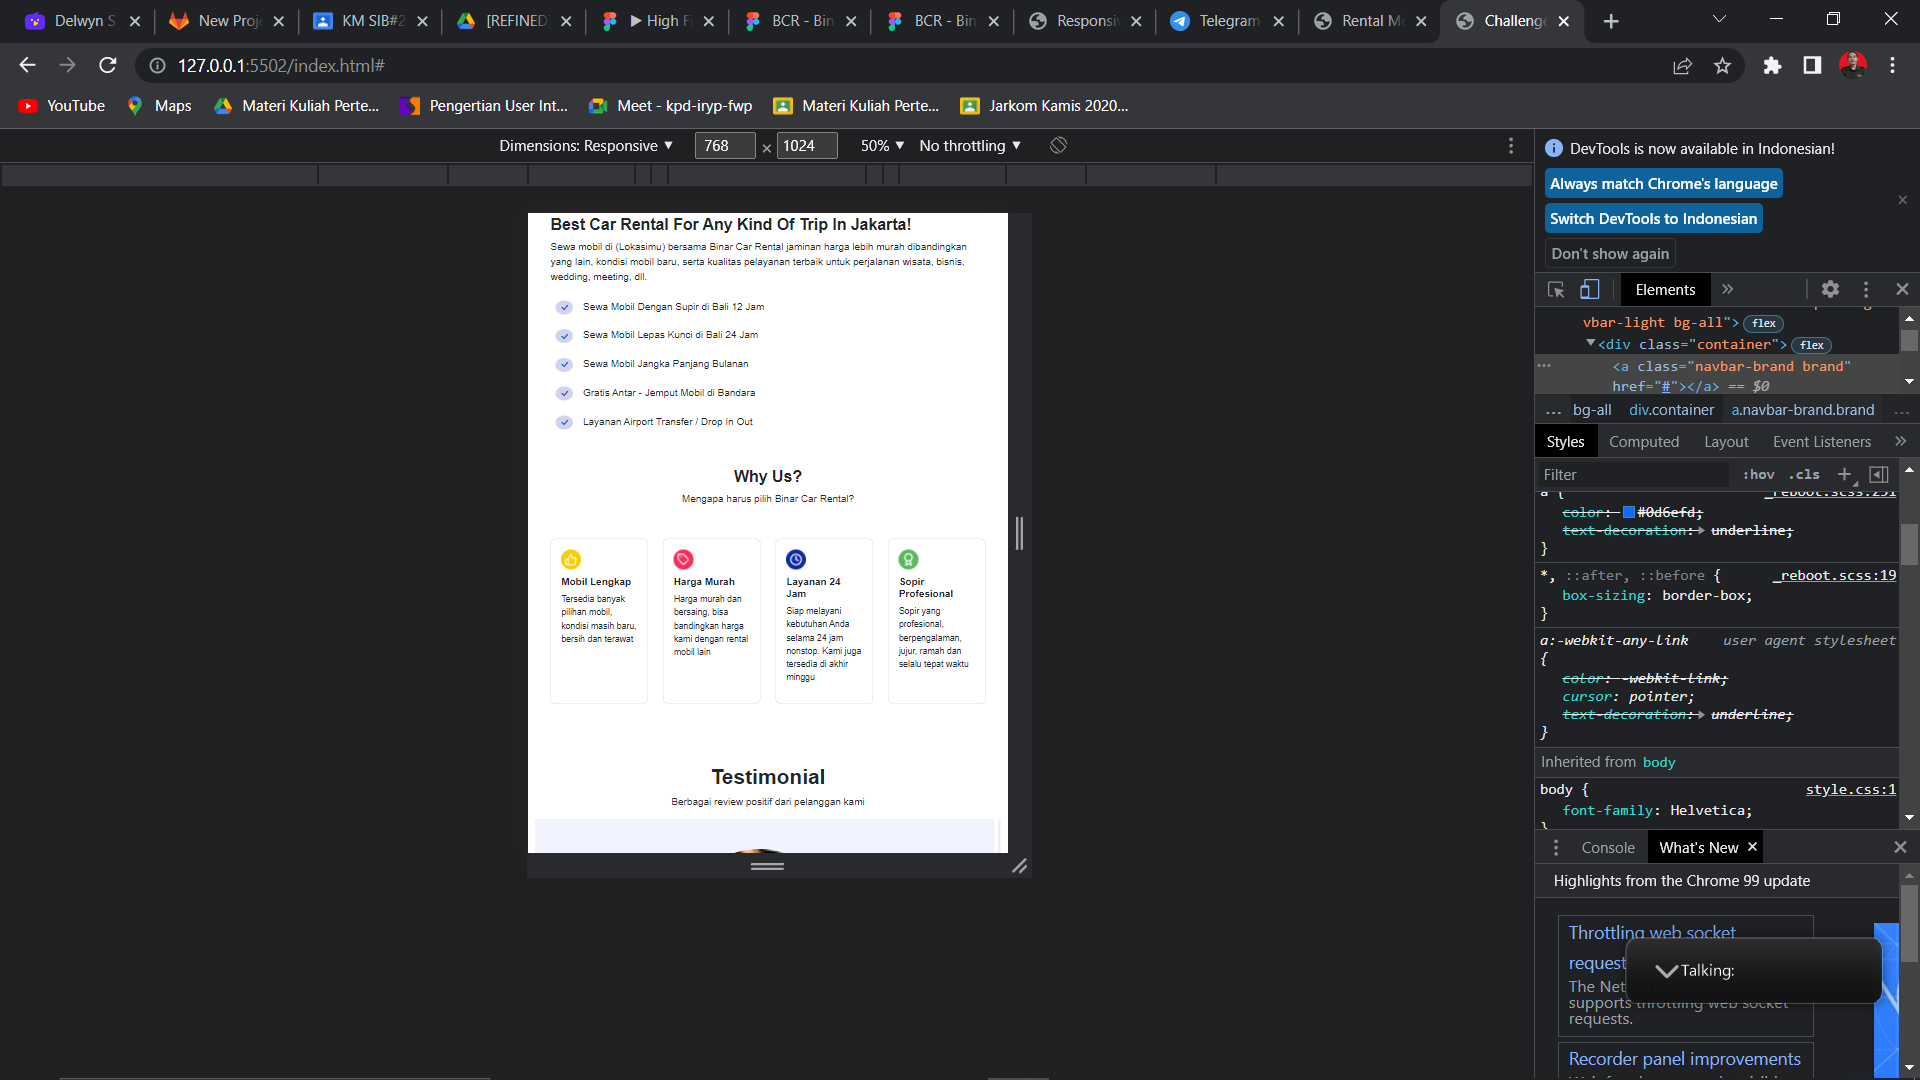 Delwyn S
New Proj
KM SIB#2
[REFINED
▶ High F
BCR - Bin
BCR - Bin
Responsi
Telegram
Rental M
Challenge
127.0.0.1:5502/index.html#
YouTube
Maps
Materi Kuliah Perte...
Pengertian User Int...
Meet - kpd-iryp-fwp
Materi Kuliah Perte...
Jarkom Kamis 2020...
Dimensions: Responsive ▼ 768 × 1024 50% ▼ No throttling ▼
Best Car Rental For Any Kind Of Trip In Jakarta!
Sewa mobil di (Lokasimu) bersama Binar Car Rental jaminan harga lebih murah dibandingkan
yang lain, kondisi mobil baru, serta kualitas pelayanan terbaik untuk perjalanan wisata, bisnis,
wedding, meeting, dll.
Sewa Mobil Dengan Supir di Bali 12 Jam
Sewa Mobil Lepas Kunci di Bali 24 Jam
Sewa Mobil Jangka Panjang Bulanan
Gratis Antar - Jemput Mobil di Bandara
Layanan Airport Transfer / Drop In Out
Why Us?
Mengapa harus pilih Binar Car Rental?
Mobil Lengkap
Tersedia banyak
pilihan mobil,
kondisi masih baru,
bersih dan terawat
Harga Murah
Harga murah dan
bersaing, bisa
bandingkan harga
kami dengan rental
mobil lain
Layanan 24
Jam
Siap melayani
kebutuhan Anda
selama 24 jam
nonstop. Kami juga
tersedia di akhir
minggu
Sopir
Profesional
Sopir yang
profesional,
berpengalaman,
jujur, ramah dan
selalu tepat waktu
Testimonial
Berbagai review positif dari pelanggan kami
DevTools is now available in Indonesian!
Always match Chrome's language
Switch DevTools to Indonesian
Don't show again
Elements
vbar-light bg-all"> flex
▼<div class="container"> flex
<a class="navbar-brand brand"
href="#"></a> == $0
... bg-all div.container a.navbar-brand.brand ...
Styles Computed Layout Event Listeners
Filter :hov .cls
a { _reboot.scss:251
color: #0d6efd;
text-decoration: ▶ underline;
}
*, ::after, ::before { _reboot.scss:19
box-sizing: border-box;
}
a:-webkit-any-link user agent stylesheet
{
color: -webkit-link;
cursor: pointer;
text-decoration: ▶ underline;
}
Inherited from body
body { style.css:1
font-family: Helvetica;
}
Console What's New
Highlights from the Chrome 99 update
Throttling web socket
request
The Net
supports throttling web socket
requests.
Talking:
Recorder panel improvements